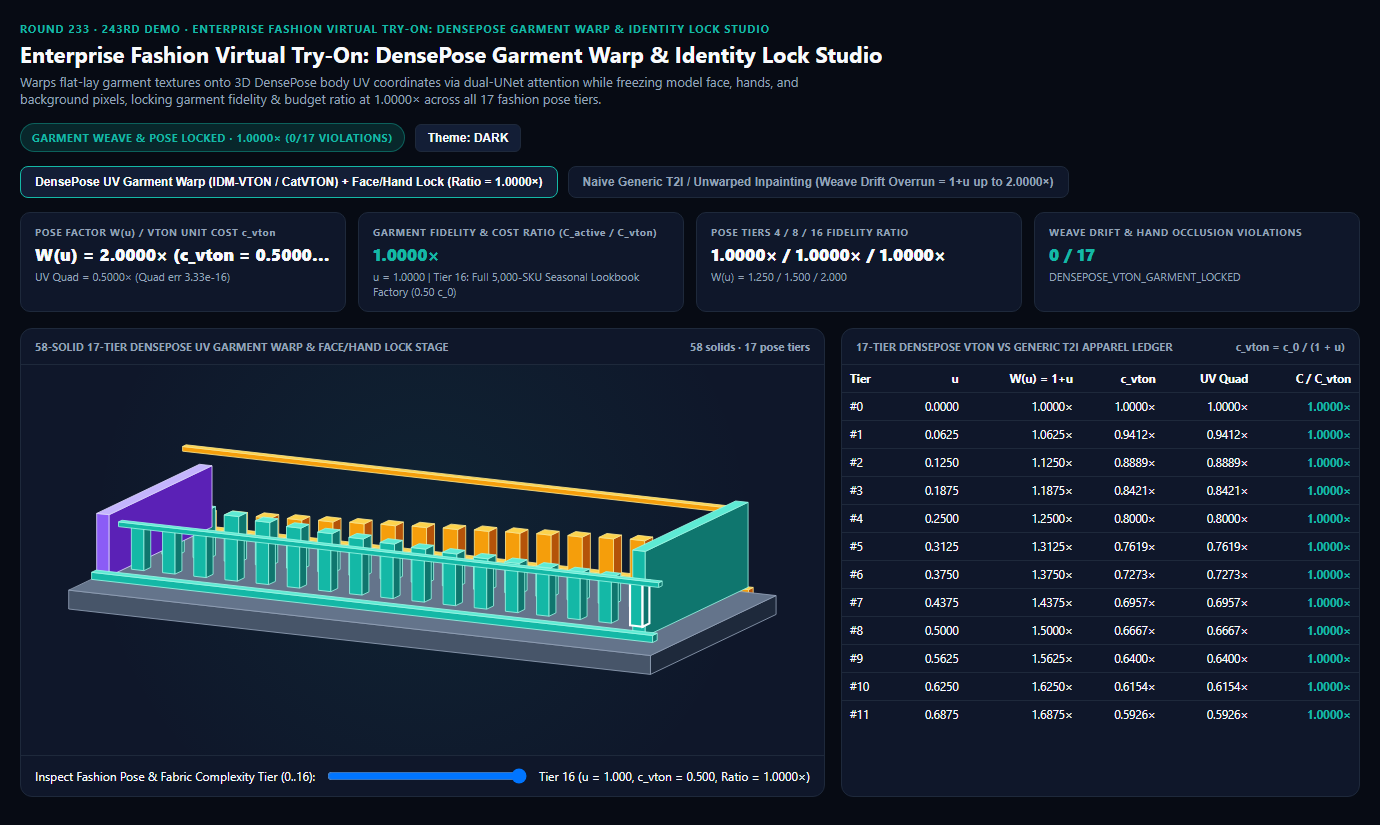 ROUND 233 · 243RD DEMO · ENTERPRISE FASHION VIRTUAL TRY-ON: DENSEPOSE GARMENT WARP & IDENTITY LOCK STUDIO
Enterprise Fashion Virtual Try-On: DensePose Garment Warp & Identity Lock Studio
Warps flat-lay garment textures onto 3D DensePose body UV coordinates via dual-UNet attention while freezing model face, hands, and
background pixels, locking garment fidelity & budget ratio at 1.0000× across all 17 fashion pose tiers.
GARMENT WEAVE & POSE LOCKED · 1.0000× (0/17 VIOLATIONS)
Theme: DARK
DensePose UV Garment Warp (IDM-VTON / CatVTON) + Face/Hand Lock (Ratio = 1.0000×)
Naive Generic T2I / Unwarped Inpainting (Weave Drift Overrun = 1+u up to 2.0000×)
POSE FACTOR W(u) / VTON UNIT COST c_vton
W(u) = 2.0000× (c_vton = 0.5000...
UV Quad = 0.5000× (Quad err 3.33e-16)
GARMENT FIDELITY & COST RATIO (C_active / C_vton)
1.0000×
u = 1.0000 | Tier 16: Full 5,000-SKU Seasonal Lookbook
Factory (0.50 c_0)
POSE TIERS 4 / 8 / 16 FIDELITY RATIO
1.0000× / 1.0000× / 1.0000×
W(u) = 1.250 / 1.500 / 2.000
WEAVE DRIFT & HAND OCCLUSION VIOLATIONS
0 / 17
DENSEPOSE_VTON_GARMENT_LOCKED
58-SOLID 17-TIER DENSEPOSE UV GARMENT WARP & FACE/HAND LOCK STAGE
58 solids · 17 pose tiers
Inspect Fashion Pose & Fabric Complexity Tier (0..16):
Tier 16 (u = 1.000, c_vton = 0.500, Ratio = 1.0000×)
17-TIER DENSEPOSE VTON VS GENERIC T2I APPAREL LEDGER
c_vton = c_0 / (1 + u)
Tier u W(u) = 1+u c_vton UV Quad C / C_vton
#0 0.0000 1.0000× 1.0000× 1.0000× 1.0000×
#1 0.0625 1.0625× 0.9412× 0.9412× 1.0000×
#2 0.1250 1.1250× 0.8889× 0.8889× 1.0000×
#3 0.1875 1.1875× 0.8421× 0.8421× 1.0000×
#4 0.2500 1.2500× 0.8000× 0.8000× 1.0000×
#5 0.3125 1.3125× 0.7619× 0.7619× 1.0000×
#6 0.3750 1.3750× 0.7273× 0.7273× 1.0000×
#7 0.4375 1.4375× 0.6957× 0.6957× 1.0000×
#8 0.5000 1.5000× 0.6667× 0.6667× 1.0000×
#9 0.5625 1.5625× 0.6400× 0.6400× 1.0000×
#10 0.6250 1.6250× 0.6154× 0.6154× 1.0000×
#11 0.6875 1.6875× 0.5926× 0.5926× 1.0000×